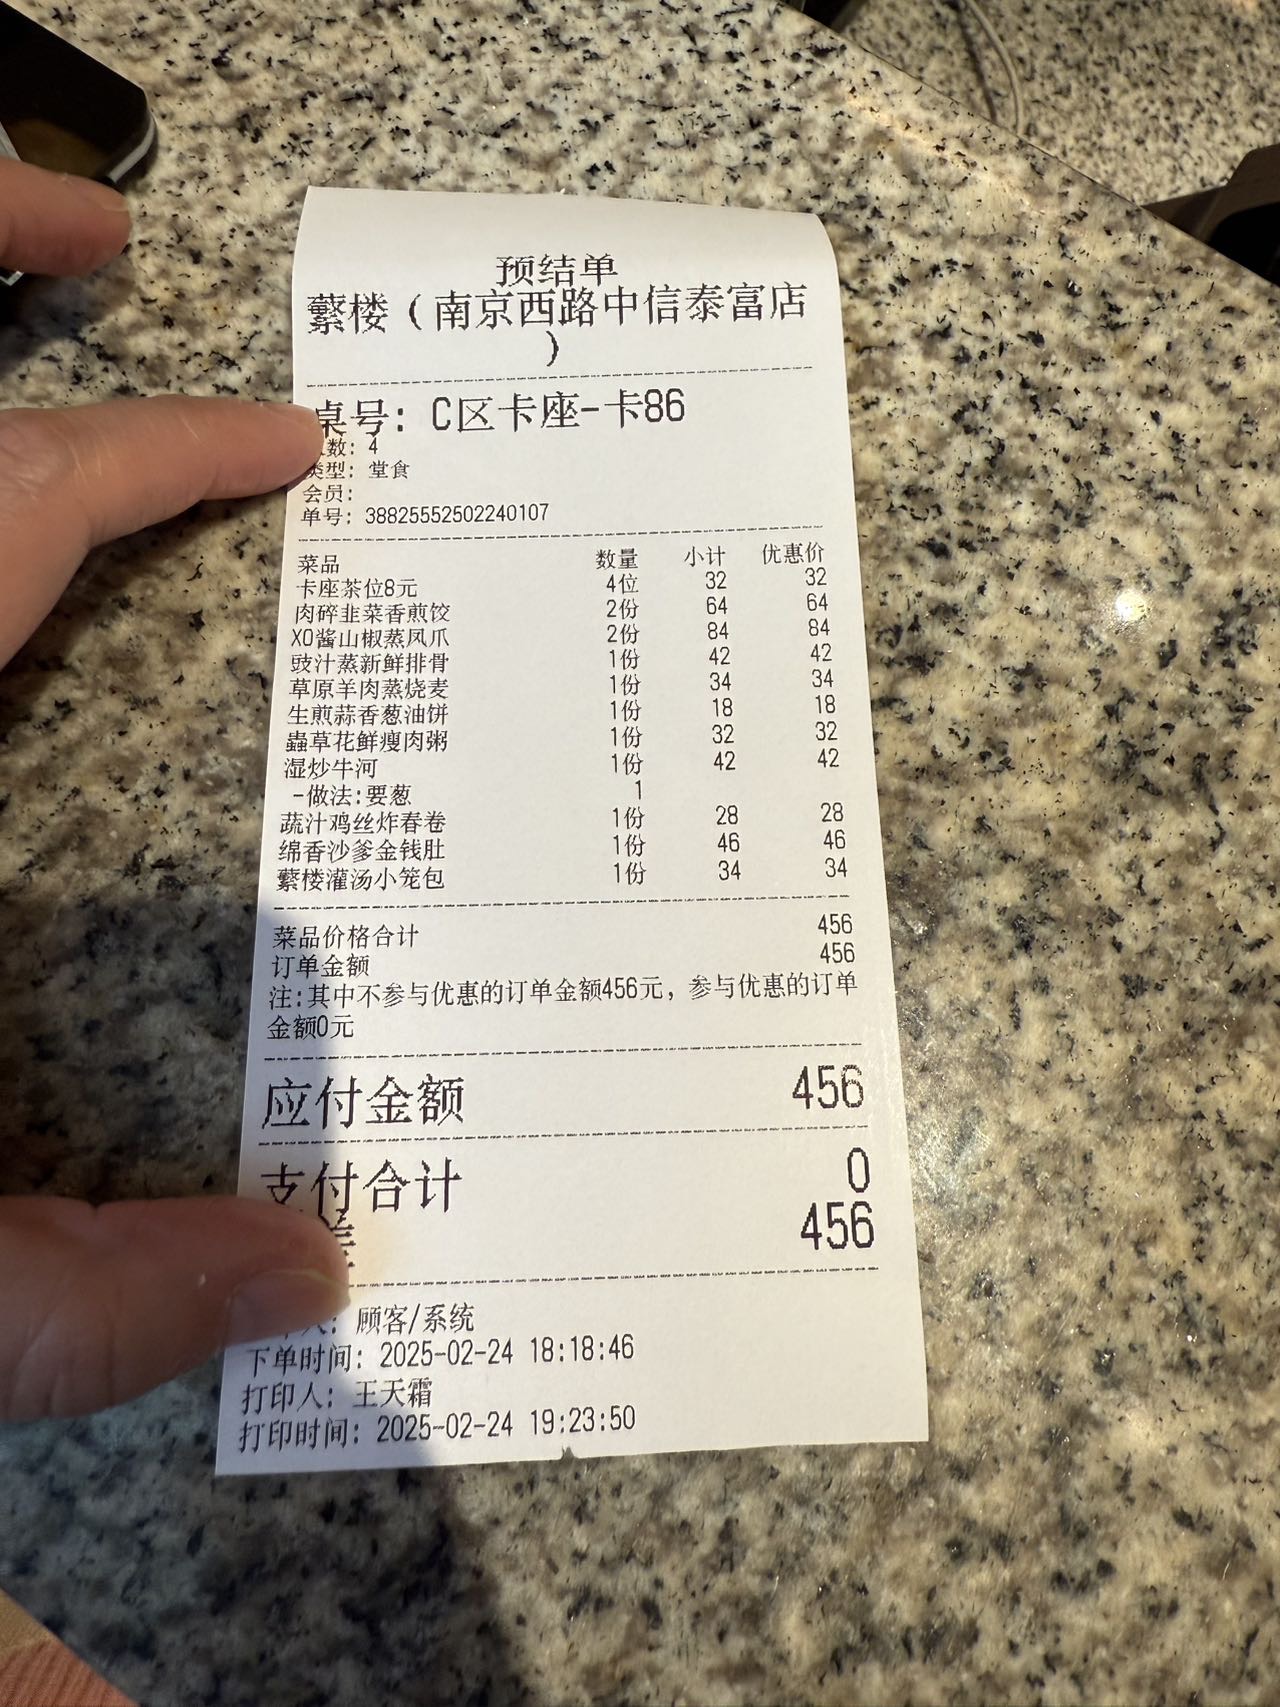 预结单
蘩楼（南京西路中信泰富店
）
桌号: C区卡座-卡86
数: 4
类型: 堂食
会员:
单号: 38825552502240107
菜品 数量 小计 优惠价
卡座茶位8元 4位 32 32
肉碎韭菜香煎饺 2份 64 64
XO酱山椒蒸凤爪 2份 84 84
豉汁蒸新鲜排骨 1份 42 42
草原羊肉蒸烧麦 1份 34 34
生煎蒜香葱油饼 1份 18 18
蟲草花鲜瘦肉粥 1份 32 32
湿炒牛河 1份 42 42
-做法:要葱 1
蔬汁鸡丝炸春卷 1份 28 28
绵香沙爹金钱肚 1份 46 46
蘩楼灌汤小笼包 1份 34 34
菜品价格合计 456
订单金额 456
注:其中不参与优惠的订单金额456元，参与优惠的订单
金额0元
应付金额 456
支付合计 0
456
人: 顾客/系统
下单时间: 2025-02-24 18:18:46
打印人: 王天霜
打印时间: 2025-02-24 19:23:50